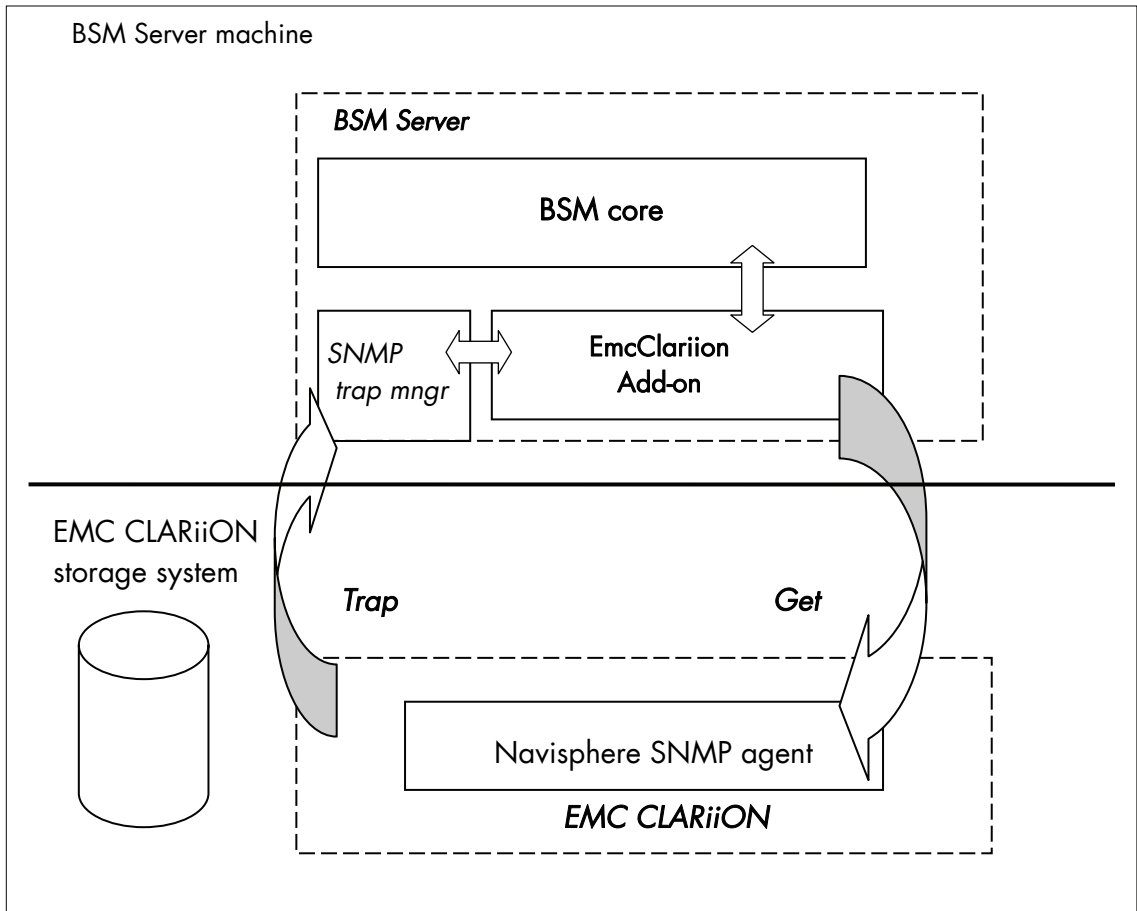 BSM Server machine
BSM Server
BSM core
SNMP
trap mngr
EmcClariion
Add-on
EMC CLARiiON
storage system
Trap
Get
Navisphere SNMP agent
EMC CLARiiON